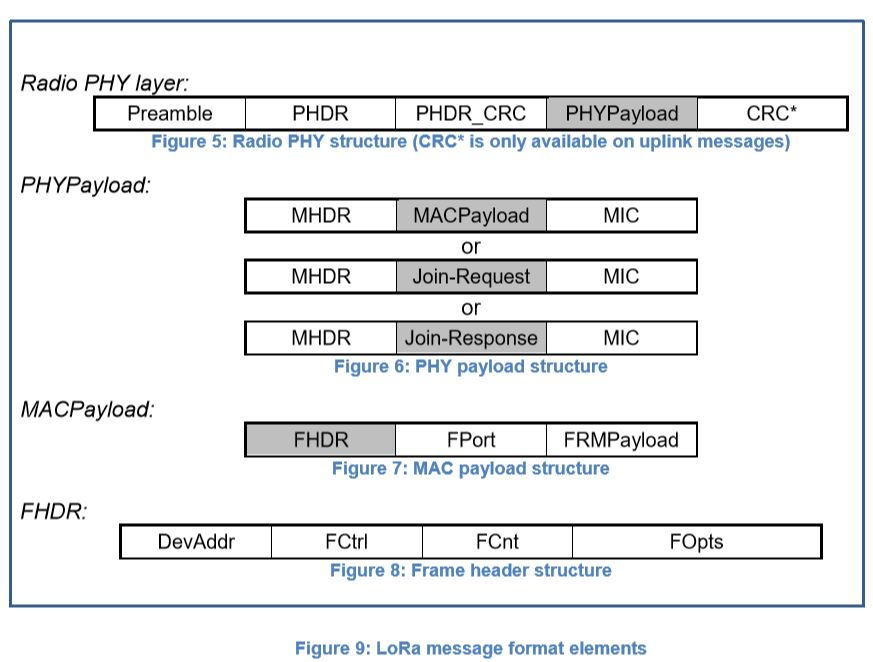 Radio PHY layer:
Preamble PHDR PHDR_CRC PHYPayload CRC*
Figure 5: Radio PHY structure (CRC* is only available on uplink messages)
PHYPayload:
MHDR MACPayload MIC
or
MHDR Join-Request MIC
or
MHDR Join-Response MIC
Figure 6: PHY payload structure
MACPayload:
FHDR FPort FRMPayload
Figure 7: MAC payload structure
FHDR:
DevAddr FCtrl FCnt FOpts
Figure 8: Frame header structure
Figure 9: LoRa message format elements